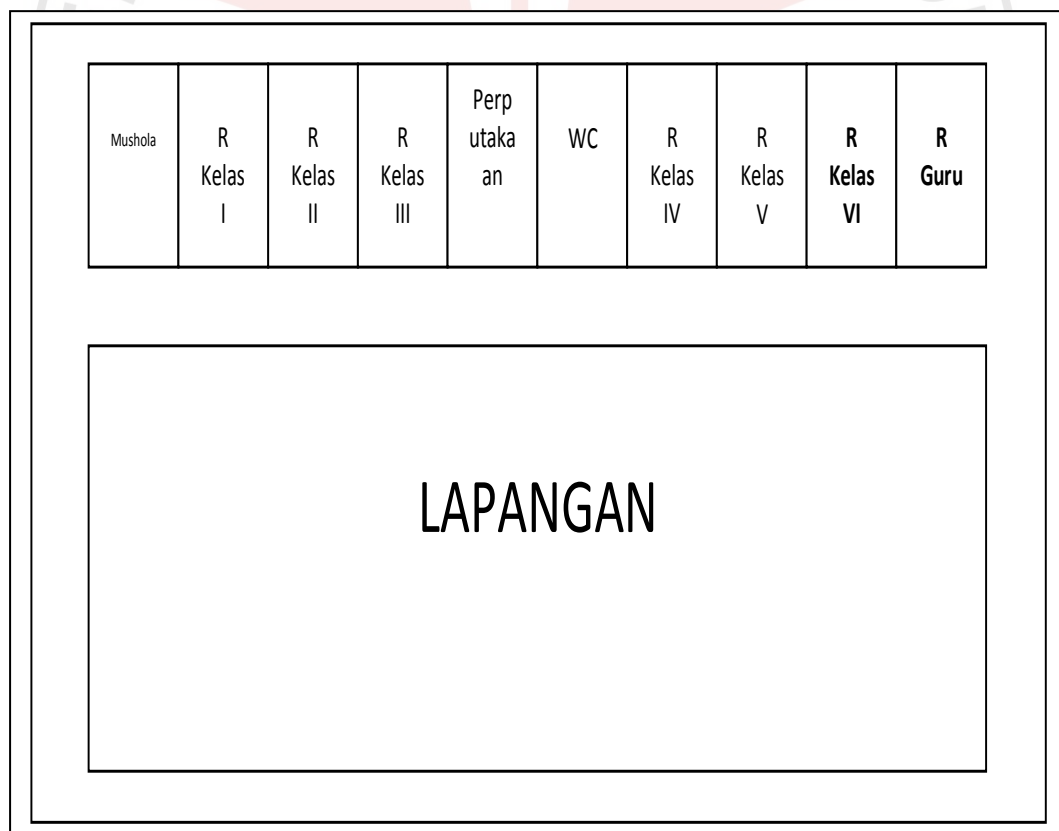 Mushola
R
Kelas
I
R
Kelas
II
R
Kelas
III
Perp
utaka
an
WC
R
Kelas
IV
R
Kelas
V
R
Kelas
VI
R
Guru
LAPANGAN